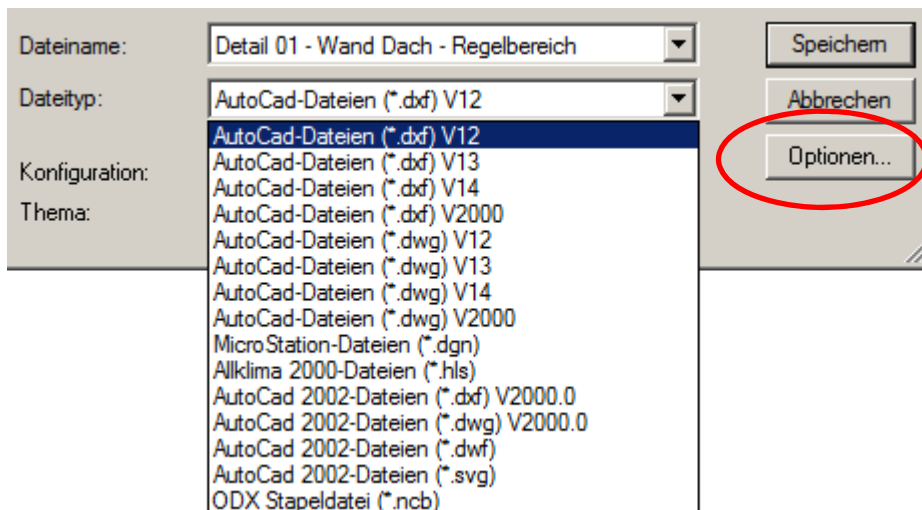 Dateiname: Detail 01 - Wand Dach - Regelbereich Speichern
Dateityp: AutoCad-Dateien (*.dxf) V12 Abbrechen
AutoCad-Dateien (*.dxf) V12
AutoCad-Dateien (*.dxf) V13
Optionen...
Konfiguration: AutoCad-Dateien (*.dxf) V14
Thema: AutoCad-Dateien (*.dxf) V2000
AutoCad-Dateien (*.dwg) V12
AutoCad-Dateien (*.dwg) V13
AutoCad-Dateien (*.dwg) V14
AutoCad-Dateien (*.dwg) V2000
MicroStation-Dateien (*.dgn)
Allklima 2000-Dateien (*.hls)
AutoCad 2002-Dateien (*.dxf) V2000.0
AutoCad 2002-Dateien (*.dwg) V2000.0
AutoCad 2002-Dateien (*.dwf)
AutoCad 2002-Dateien (*.svg)
ODX Stapeldatei (*.ncb)